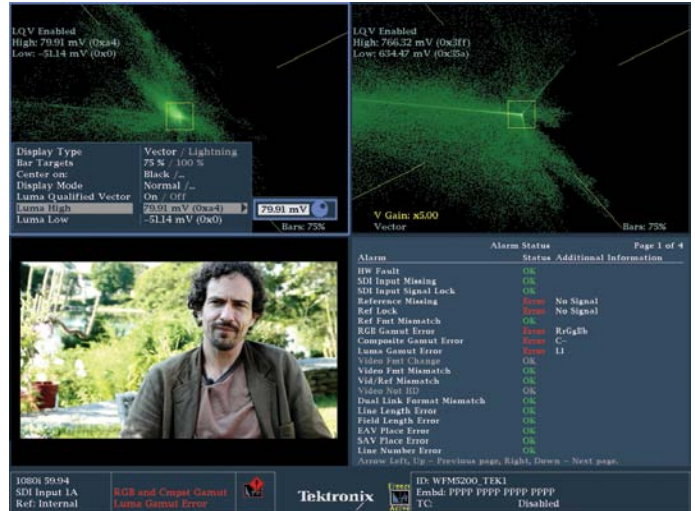 LQV Enabled
High: 79.91 mV (0xa4)
Low: -51.14 mV (0x0)
Display Type Vector / Lightning
Bar Targets 75 % / 100 %
Center on: Black /...
Display Mode Normal /...
Luma Qualified Vector On / Off
Luma High 79.91 mV (0xa4) 79.91 mV
Luma Low -51.14 mV (0x0)
Bars: 75%
LQV Enabled
High: 766.32 mV (0x3ff)
Low: 634.47 mV (0x35a)
V Gain: x5.00
Vector
Bars: 75%
Alarm Status Page 1 of 4
Alarm Status Additional Information
HW Fault OK
SDI Input Missing OK
SDI Input Signal Lock OK
Reference Missing Error No Signal
Ref Lock Error No Signal
Ref Fmt Mismatch OK
RGB Gamut Error Error RrGgBb
Composite Gamut Error Error C-
Luma Gamut Error Error
Video Fmt Change OK
Video Fmt Mismatch OK
Vid/Ref Mismatch OK
Video Not HD OK
Dual Link Format Mismatch OK
Line Length Error OK
Field Length Error OK
EAV Place Error OK
SAV Place Error OK
Line Number Error OK
Arrow Left, Up - Previous page, Right, Down - Next page.
1080i 59.94
SDI Input 1A
Ref: Internal
RGB and Cmpst Gamut
Luma Gamut Error
Tektronix
Freeze
Active
ID: WFM5200_TEK1
Embd: PPPP PPPP PPPP PPPP
TC: Disabled